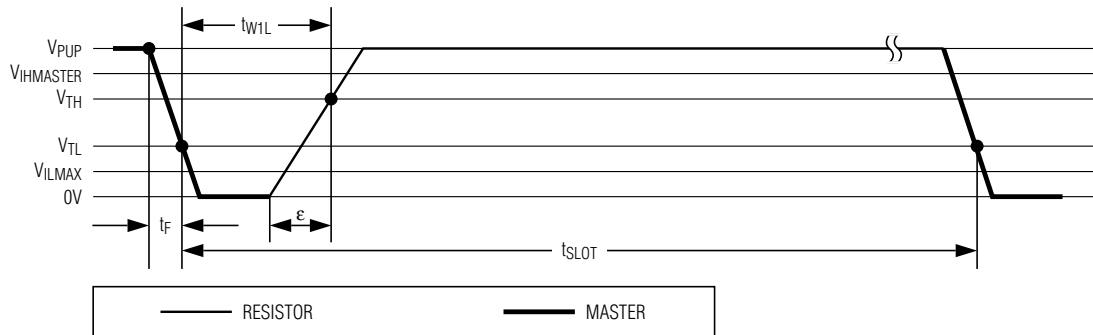 tW1L
VPUP
VIHMASTER
VTH
VTL
VILMAX
0V
tF
ε
tSLOT
RESISTOR MASTER